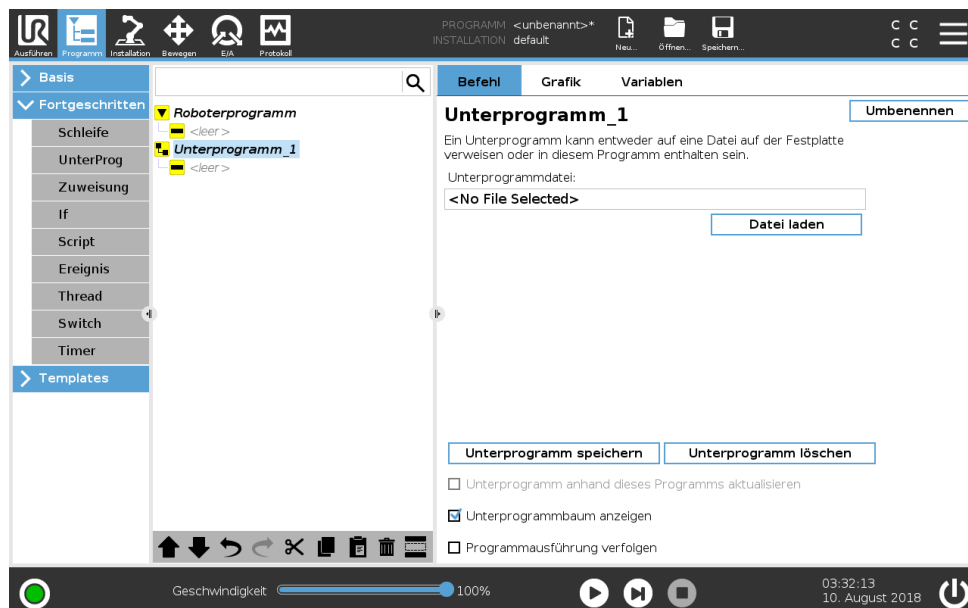 PROGRAMM <unbenannt>*
INSTALLATION default
Ausführen Programm Installation Bewegen E/A Protokoll Neu... Öffnen... Speichern...
C C
C C
Basis
Fortgeschritten
Schleife
UnterProg
Zuweisung
If
Script
Ereignis
Thread
Switch
Timer
Templates
Roboterprogramm
<leer>
Unterprogramm_1
<leer>
Befehl Grafik Variablen
Unterprogramm_1
Umbenennen
Ein Unterprogramm kann entweder auf eine Datei auf der Festplatte
verweisen oder in diesem Programm enthalten sein.
Unterprogrammdatei:
<No File Selected>
Datei laden
Unterprogramm speichern Unterprogramm löschen
Unterprogramm anhand dieses Programms aktualisieren
Unterprogrammbaum anzeigen
Programmausführung verfolgen
Geschwindigkeit 100%
03:32:13
10. August 2018